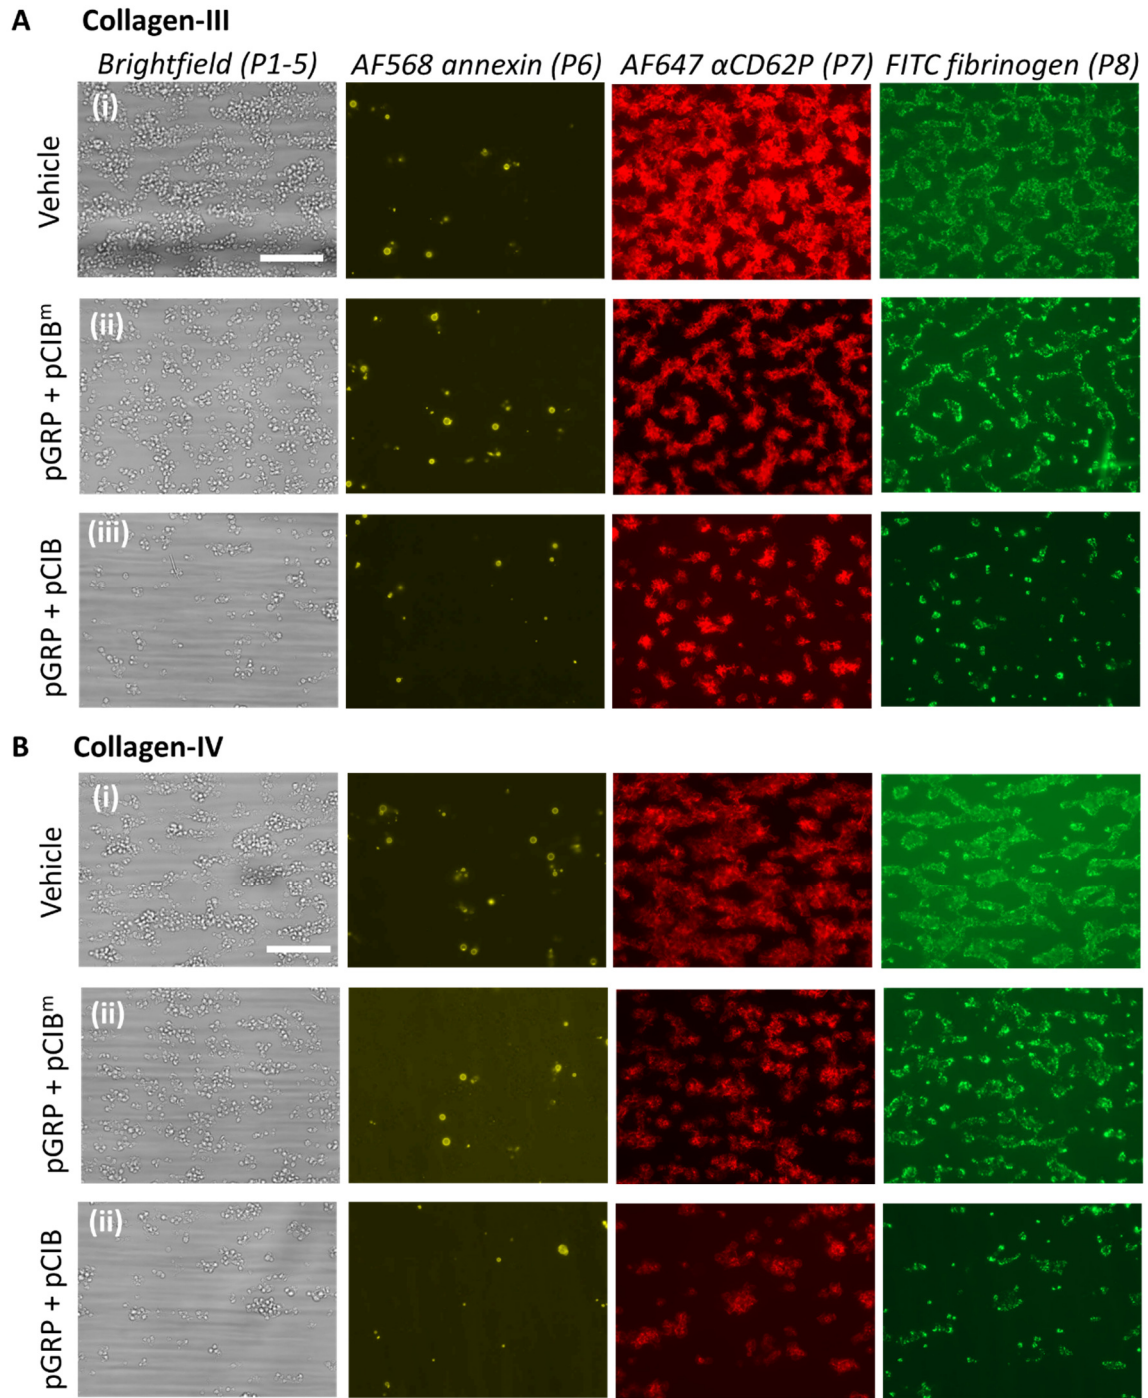 A Collagen-III
Brightfield (P1-5) AF568 annexin (P6) AF647 αCD62P (P7) FITC fibrinogen (P8)
Vehicle
(i)
pGRP + pCIBᵐ
(ii)
pGRP + pCIB
(iii)
B Collagen-IV
Vehicle
(i)
pGRP + pCIBᵐ
(ii)
pGRP + pCIB
(ii)